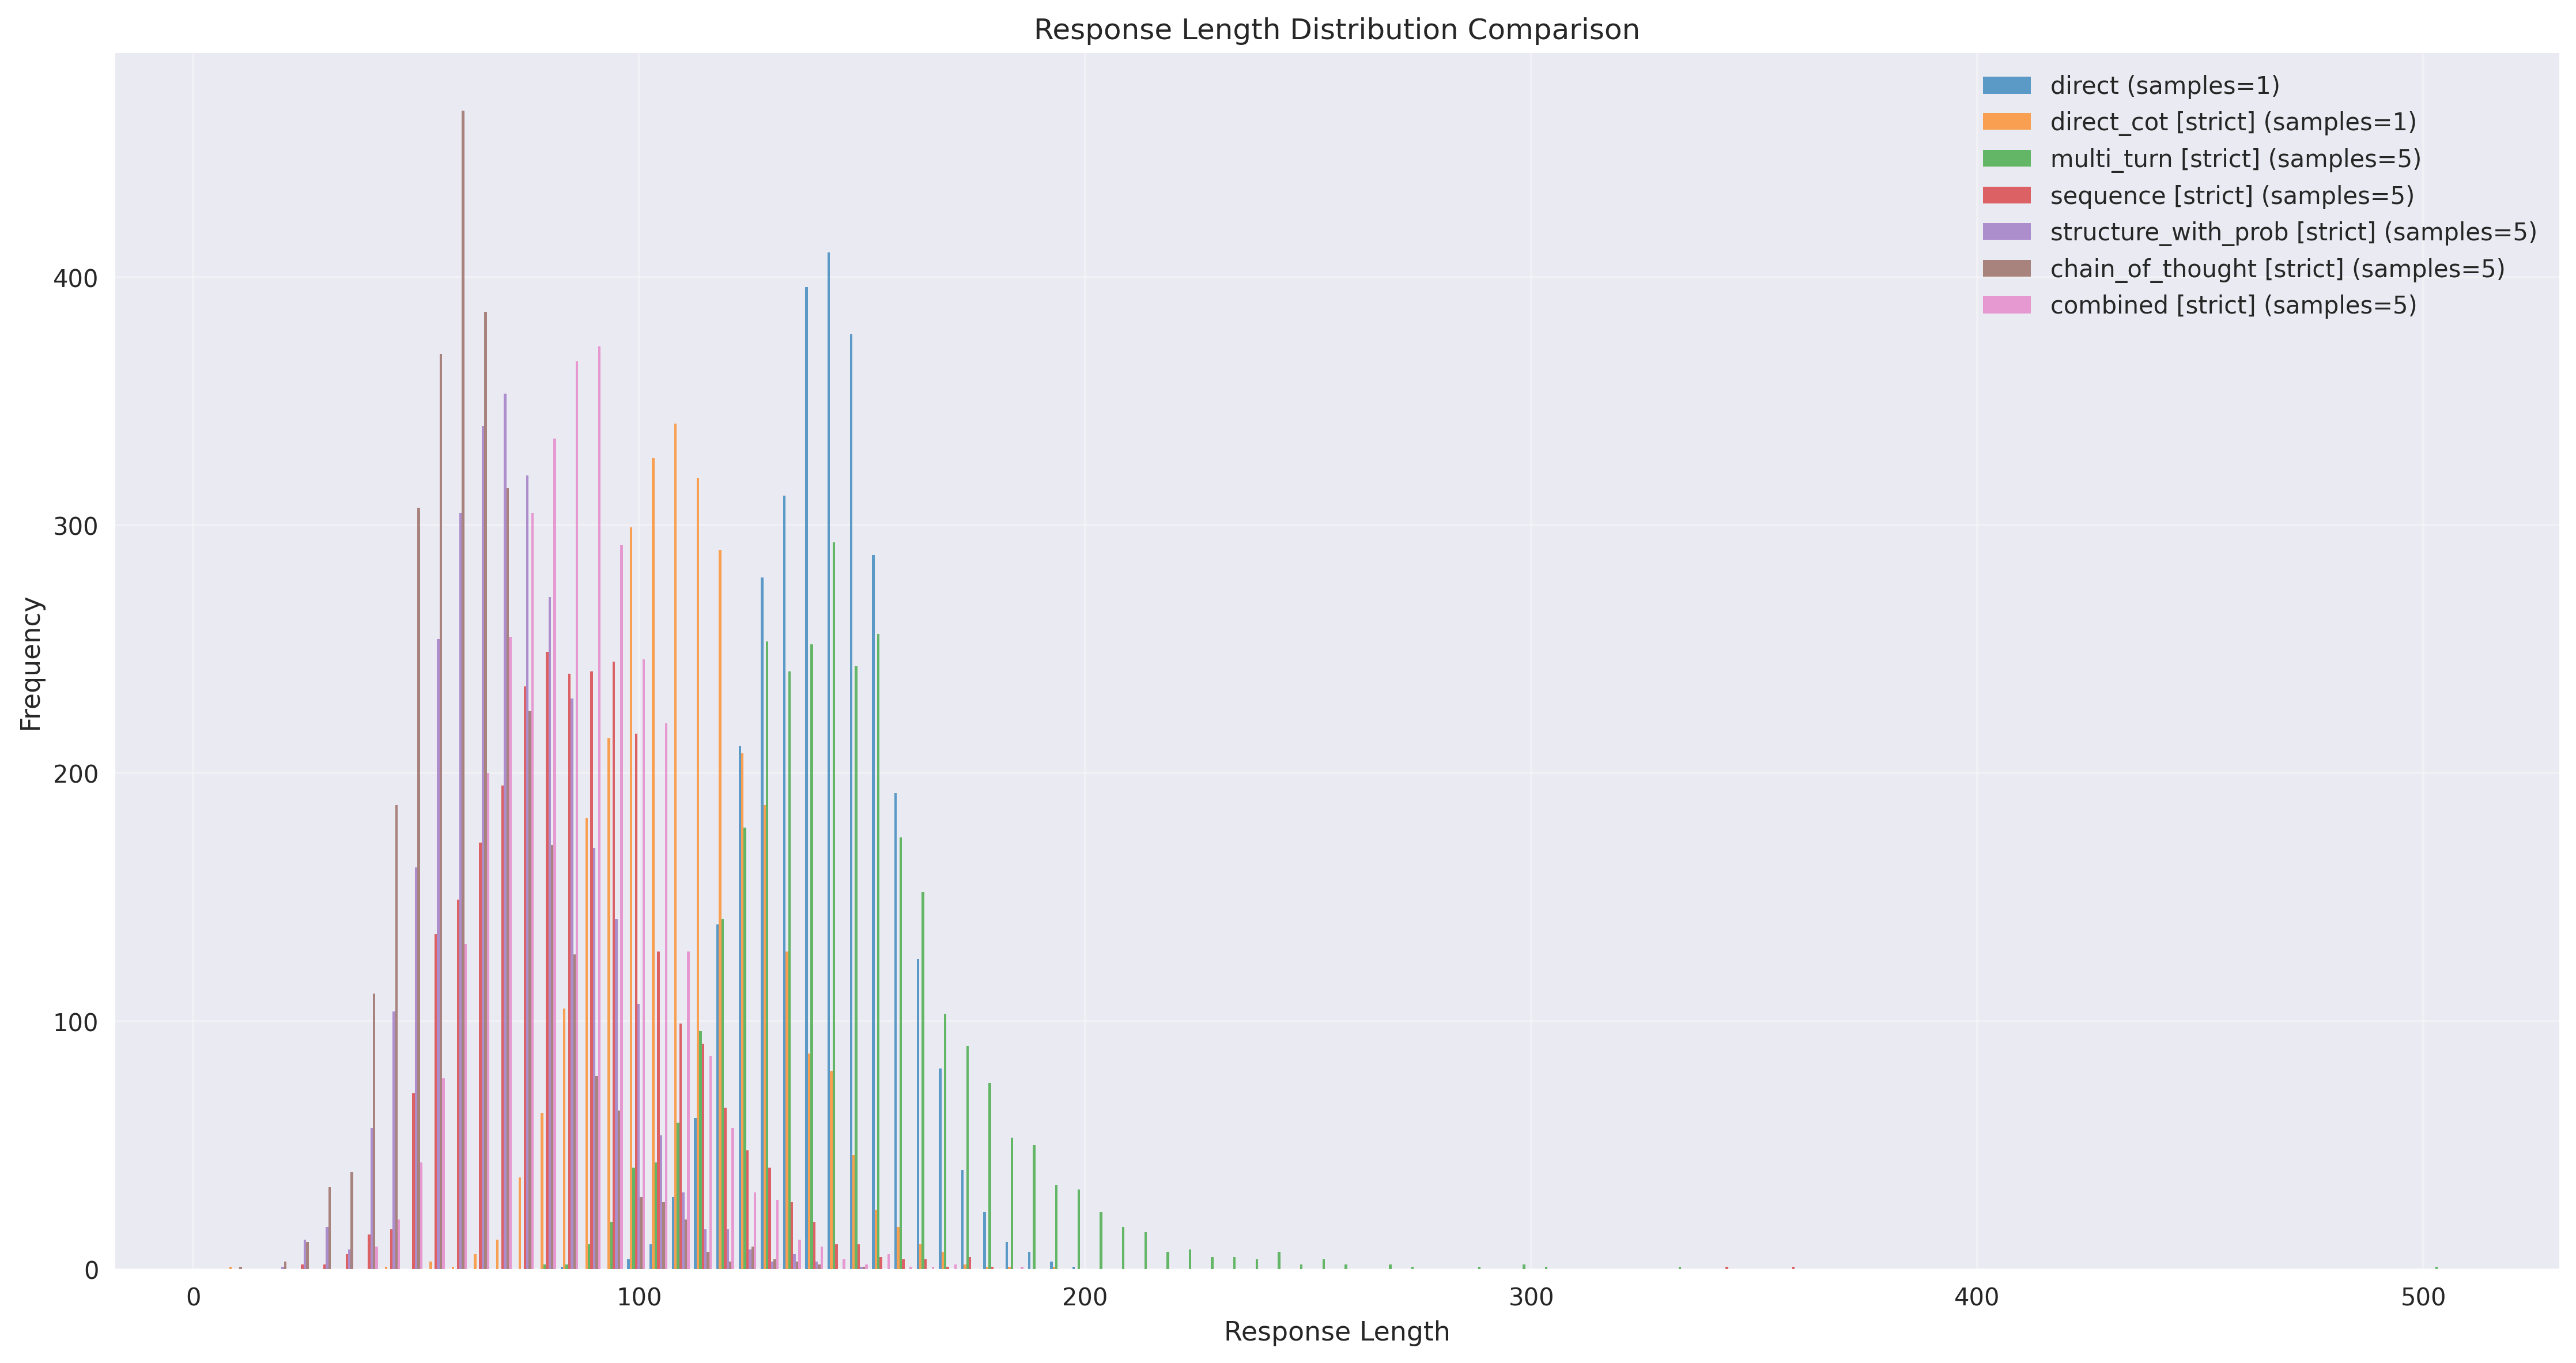 Response Length Distribution Comparison
direct (samples=1)
direct_cot [strict] (samples=1)
multi_turn [strict] (samples=5)
sequence [strict] (samples=5)
structure_with_prob [strict] (samples=5)
chain_of_thought [strict] (samples=5)
combined [strict] (samples=5)
Frequency
400
300
200
100
0
0 100 200 300 400 500
Response Length